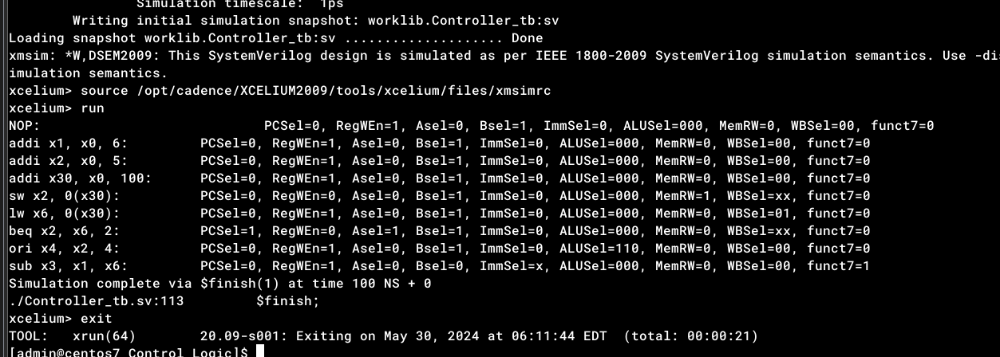 Simulation timescale:  1ps
Writing initial simulation snapshot: worklib.Controller_tb:sv
Loading snapshot worklib.Controller_tb:sv .................... Done
xmsim: *W,DSEM2009: This SystemVerilog design is simulated as per IEEE 1800-2009 SystemVerilog simulation semantics. Use -dis
imulation semantics.
xcelium> source /opt/cadence/XCELIUM2009/tools/xcelium/files/xmsimrc
xcelium> run
NOP:                            PCSel=0, RegWEn=1, Asel=0, Bsel=1, ImmSel=0, ALUSel=000, MemRW=0, WBSel=00, funct7=0
addi x1, x0, 6:         PCSel=0, RegWEn=1, Asel=0, Bsel=1, ImmSel=0, ALUSel=000, MemRW=0, WBSel=00, funct7=0
addi x2, x0, 5:         PCSel=0, RegWEn=1, Asel=0, Bsel=1, ImmSel=0, ALUSel=000, MemRW=0, WBSel=00, funct7=0
addi x30, x0, 100:      PCSel=0, RegWEn=1, Asel=0, Bsel=1, ImmSel=0, ALUSel=000, MemRW=0, WBSel=00, funct7=0
sw x2, 0(x30):          PCSel=0, RegWEn=0, Asel=0, Bsel=1, ImmSel=0, ALUSel=000, MemRW=1, WBSel=xx, funct7=0
lw x6, 0(x30):          PCSel=0, RegWEn=1, Asel=0, Bsel=1, ImmSel=0, ALUSel=000, MemRW=0, WBSel=01, funct7=0
beq x2, x6, 2:          PCSel=1, RegWEn=0, Asel=1, Bsel=1, ImmSel=0, ALUSel=000, MemRW=0, WBSel=xx, funct7=0
ori x4, x2, 4:          PCSel=0, RegWEn=1, Asel=0, Bsel=1, ImmSel=0, ALUSel=110, MemRW=0, WBSel=00, funct7=0
sub x3, x1, x6:         PCSel=0, RegWEn=1, Asel=0, Bsel=0, ImmSel=x, ALUSel=000, MemRW=0, WBSel=00, funct7=1
Simulation complete via $finish(1) at time 100 NS + 0
./Controller_tb.sv:113         $finish;
xcelium> exit
TOOL:   xrun(64)        20.09-s001: Exiting on May 30, 2024 at 06:11:44 EDT  (total: 00:00:21)
[admin@centos7 Control_Logic]$